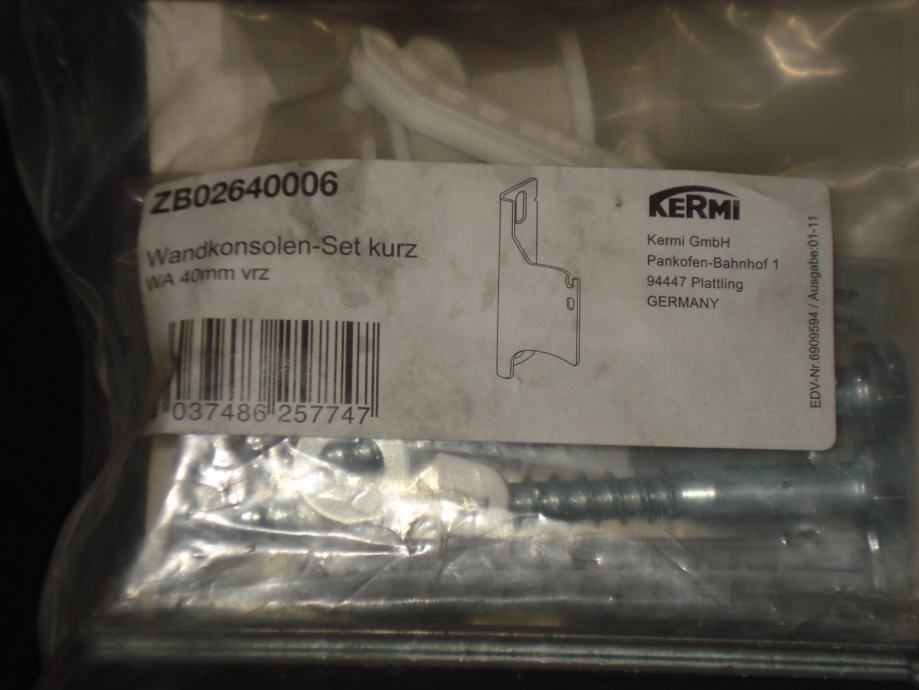 ZB02640006
Wandkonsolen-Set kurz
WA 40mm vrz
037486 257747
KERMI
Kermi GmbH
Pankofen-Bahnhof 1
94447 Plattling
GERMANY
EDV-Nr.6909594 / Ausgabe:01-11